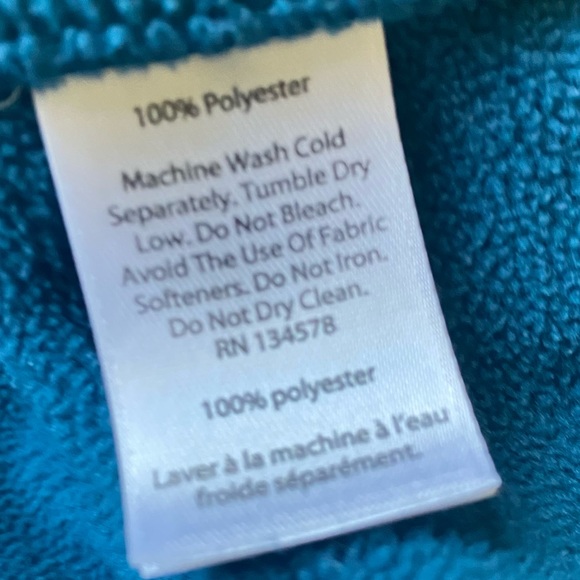 100% Polyester
Machine Wash Cold
Separately. Tumble Dry
Low. Do Not Bleach.
Avoid The Use Of Fabric
Softeners. Do Not Iron.
Do Not Dry Clean.
RN 134578
100% polyester
Laver à la machine à l'eau
froide séparément.